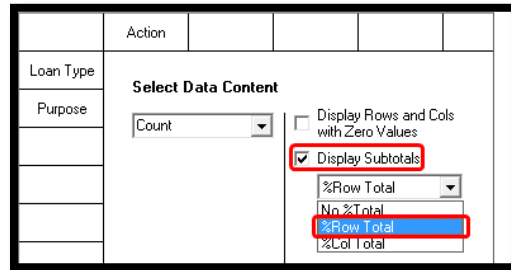 Action
Loan Type
Purpose
Select Data Content
Count
Display Rows and Cols
with Zero Values
Display Subtotals
%Row Total
No %Total
%Row Total
%Col Total